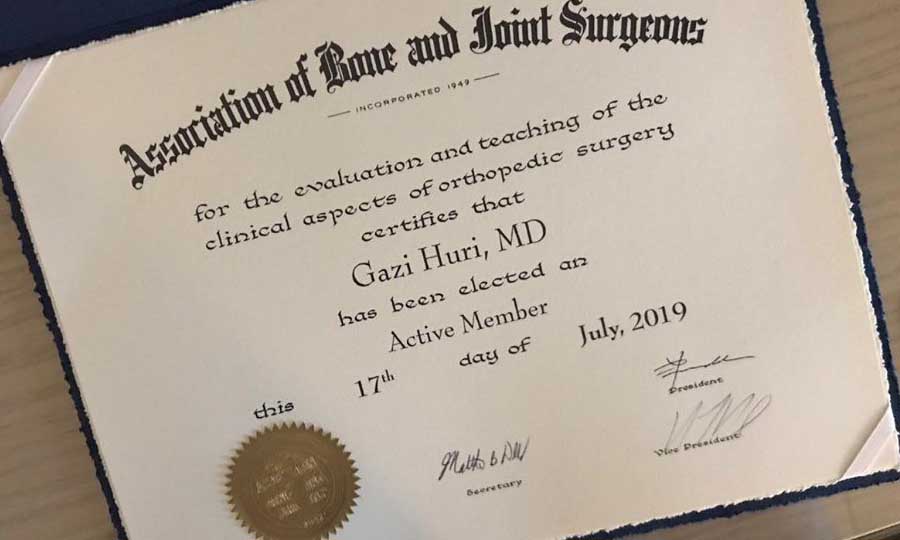 Association of Bone and Joint Surgeons
INCORPORATED 1949
for the evaluation and teaching of the
clinical aspects of orthopedic surgery
certifies that
Gazi Huri, MD
has been elected an
Active Member
this 17th day of July, 2019
President
Vice President
Secretary